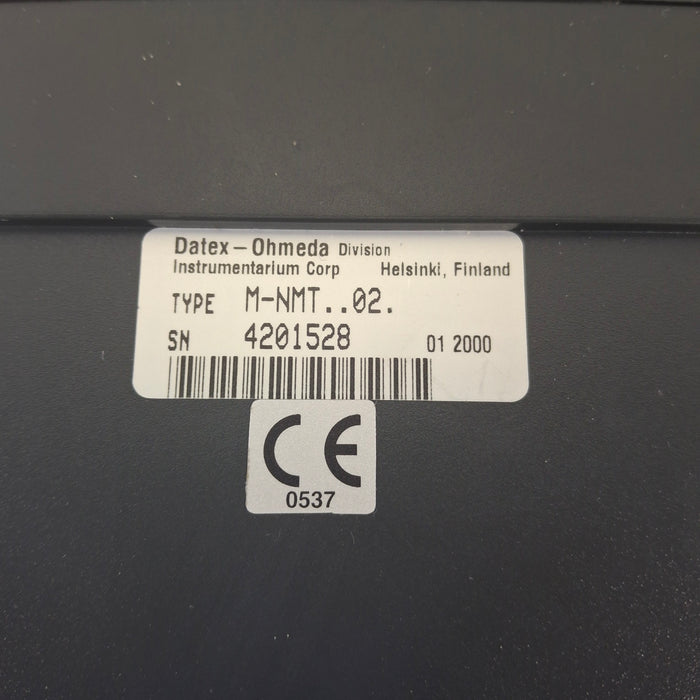 Datex-Ohmeda Division
Instrumentarium Corp Helsinki, Finland
TYPE M-NMT..02.
SN 4201528 01 2000
CE
0537